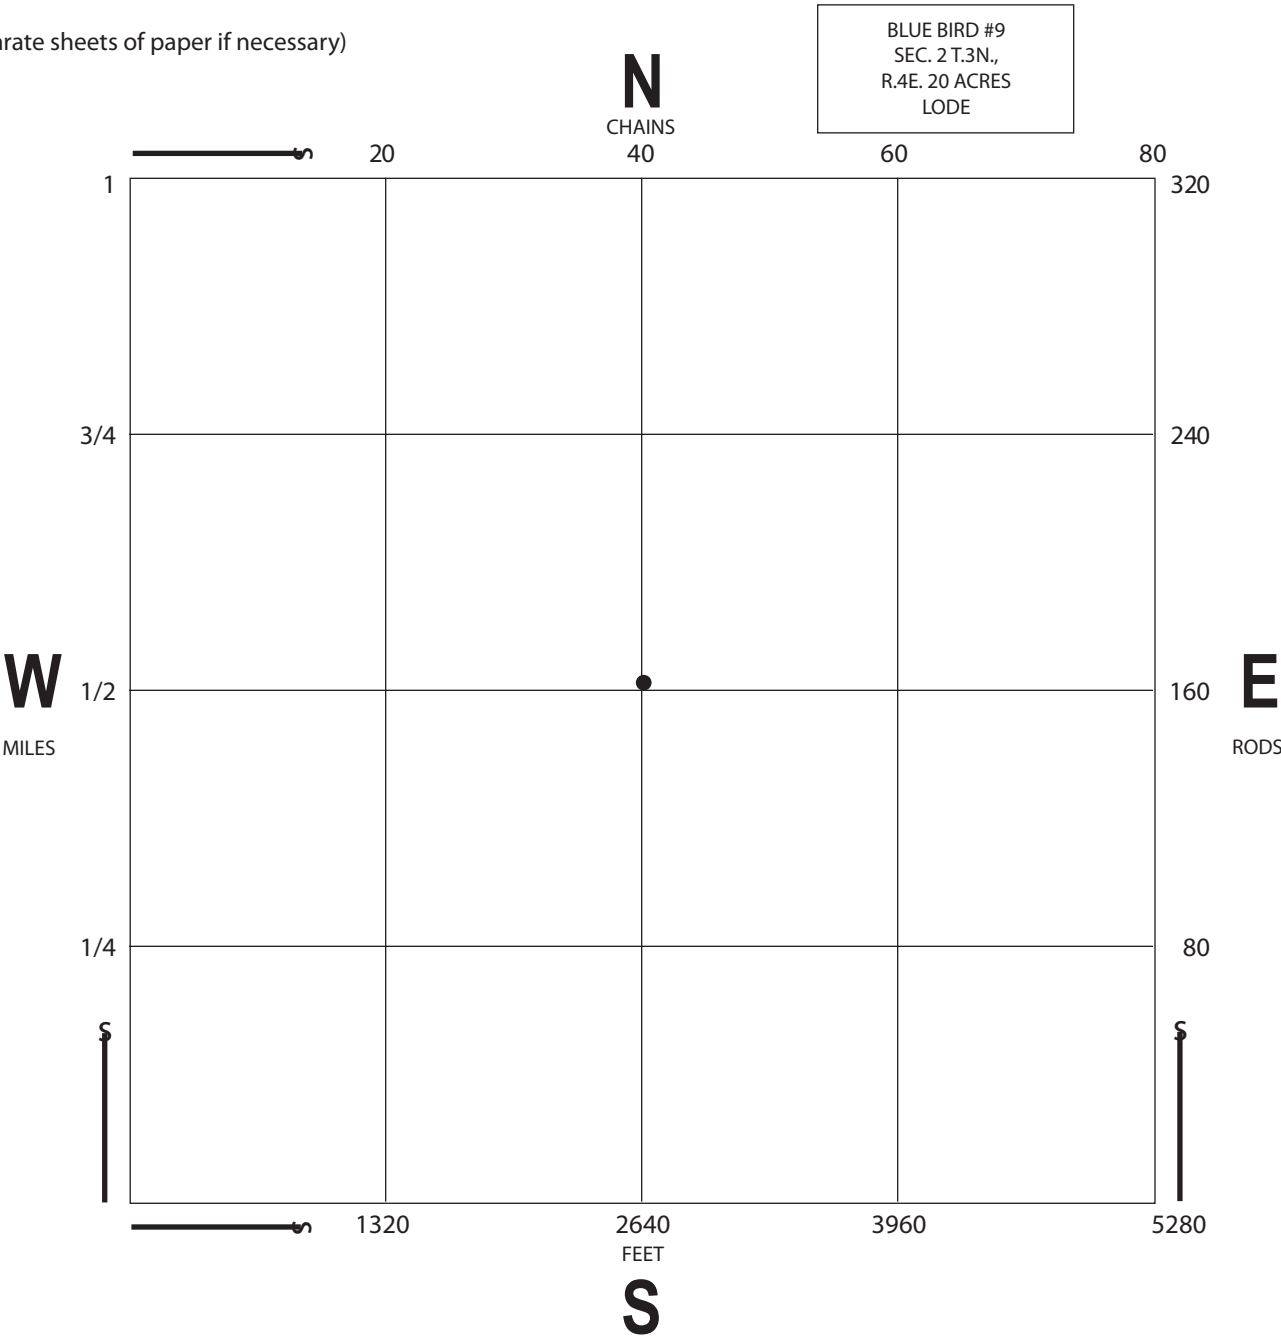 arate sheets of paper if necessary)
BLUE BIRD #9
SEC. 2 T.3N.,
R.4E. 20 ACRES
LODE
N
CHAINS
S 20 40 60 80
1 320
3/4 240
W 1/2 160 E
MILES RODS
1/4 80
S S
S 1320 2640 3960 5280
FEET
S